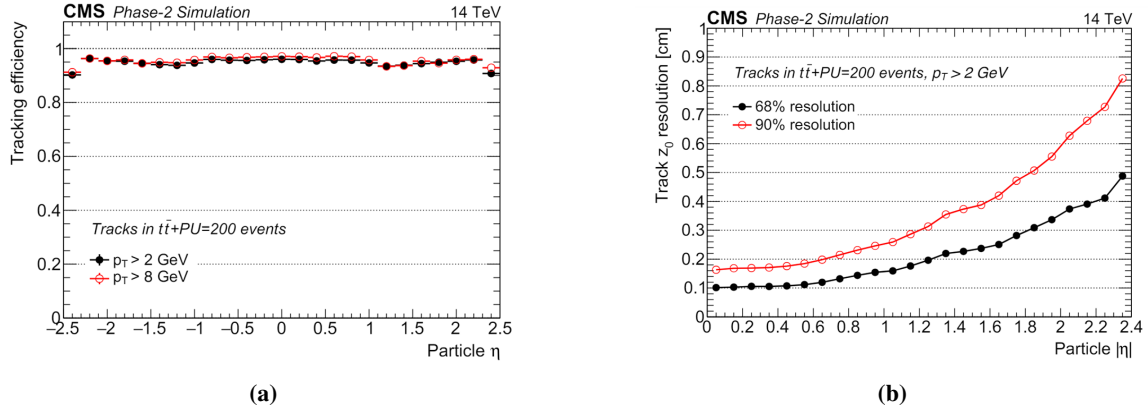 CMS Phase-2 Simulation 14 TeV
Tracking efficiency
1
0.8
0.6
0.4
0.2
0
Tracks in tt̄+PU=200 events
p_T > 2 GeV
p_T > 8 GeV
−2.5 −2 −1.5 −1 −0.5 0 0.5 1 1.5 2 2.5
Particle η
(a)
CMS Phase-2 Simulation 14 TeV
Track z_0 resolution [cm]
1
0.9
0.8
0.7
0.6
0.5
0.4
0.3
0.2
0.1
0
Tracks in tt̄+PU=200 events, p_T > 2 GeV
68% resolution
90% resolution
0 0.2 0.4 0.6 0.8 1 1.2 1.4 1.6 1.8 2 2.2 2.4
Particle |η|
(b)